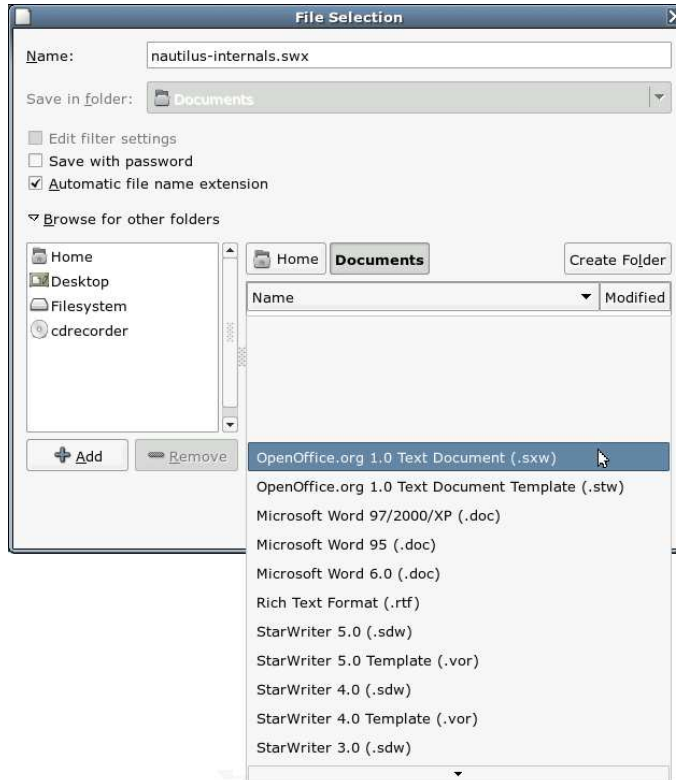 File Selection
Name: nautilus-internals.swx
Save in folder: Documents
Edit filter settings
Save with password
Automatic file name extension
Browse for other folders
Home
Desktop
Filesystem
cdrecorder
Add
Remove
Home Documents Create Folder
Name Modified
OpenOffice.org 1.0 Text Document (.sxw)
OpenOffice.org 1.0 Text Document Template (.stw)
Microsoft Word 97/2000/XP (.doc)
Microsoft Word 95 (.doc)
Microsoft Word 6.0 (.doc)
Rich Text Format (.rtf)
StarWriter 5.0 (.sdw)
StarWriter 5.0 Template (.vor)
StarWriter 4.0 (.sdw)
StarWriter 4.0 Template (.vor)
StarWriter 3.0 (.sdw)